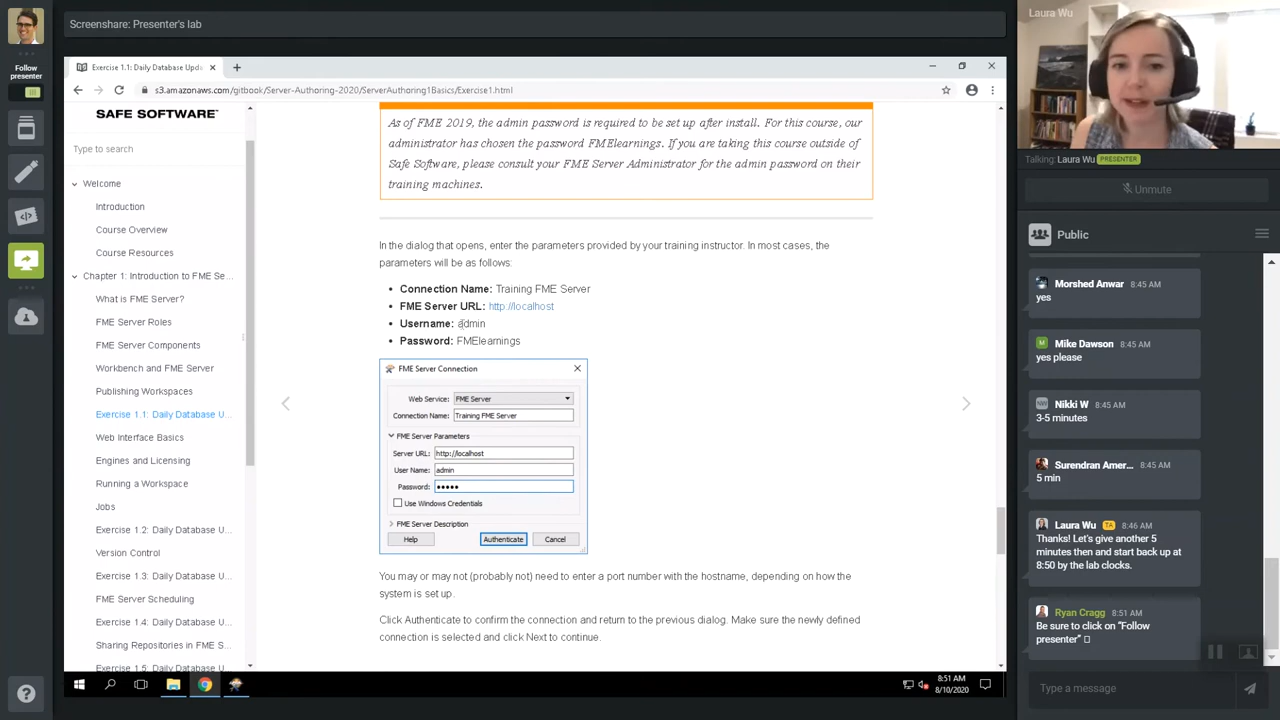 Screenshare: Presenter's lab
Follow
presenter
Exercise 1.1: Daily Database Upda
s3.amazonaws.com/gitbook/Server-Authoring-2020/ServerAuthoring1Basics/Exercise1.html
SAFE SOFTWARE™
Type to search
Welcome
Introduction
Course Overview
Course Resources
Chapter 1: Introduction to FME Se...
What is FME Server?
FME Server Roles
FME Server Components
Workbench and FME Server
Publishing Workspaces
Exercise 1.1: Daily Database U...
Web Interface Basics
Engines and Licensing
Running a Workspace
Jobs
Exercise 1.2: Daily Database U...
Version Control
Exercise 1.3: Daily Database U...
FME Server Scheduling
Exercise 1.4: Daily Database U...
Sharing Repositories in FME S...
Exercise 1.5: Daily Database U...
As of FME 2019, the admin password is required to be set up after install. For this course, our
administrator has chosen the password FMElearnings. If you are taking this course outside of
Safe Software, please consult your FME Server Administrator for the admin password on their
training machines.
In the dialog that opens, enter the parameters provided by your training instructor. In most cases, the
parameters will be as follows:
• Connection Name: Training FME Server
• FME Server URL: http://localhost
• Username: admin
• Password: FMElearnings
FME Server Connection
Web Service: FME Server
Connection Name: Training FME Server
FME Server Parameters
Server URL: http://localhost
User Name: admin
Password: •••••
Use Windows Credentials
FME Server Description
Help Authenticate Cancel
You may or may not (probably not) need to enter a port number with the hostname, depending on how the
system is set up.
Click Authenticate to confirm the connection and return to the previous dialog. Make sure the newly defined
connection is selected and click Next to continue.
8:51 AM
8/10/2020
Laura Wu
Talking: Laura Wu PRESENTER
Unmute
Public
Morshed Anwar 8:45 AM
yes
M Mike Dawson 8:45 AM
yes please
NW Nikki W 8:45 AM
3-5 minutes
Surendran Amer... 8:45 AM
5 min
Laura Wu TA 8:46 AM
Thanks! Let's give another 5
minutes then and start back up at
8:50 by the lab clocks.
Ryan Cragg 8:51 AM
Be sure to click on "Follow
presenter" □
Type a message